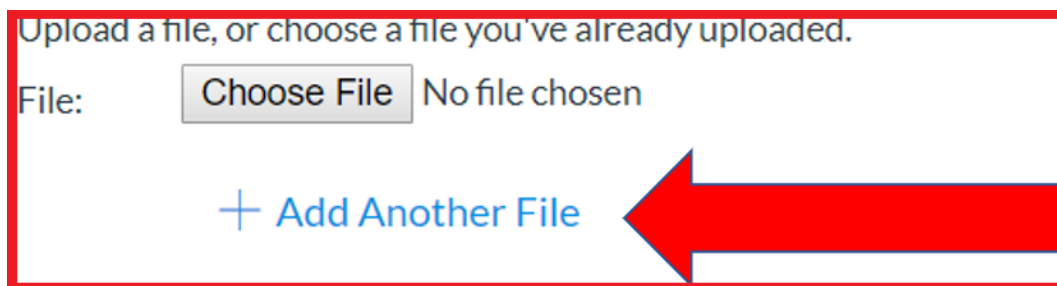 Upload a file, or choose a file you've already uploaded.
File: Choose File No file chosen
+ Add Another File